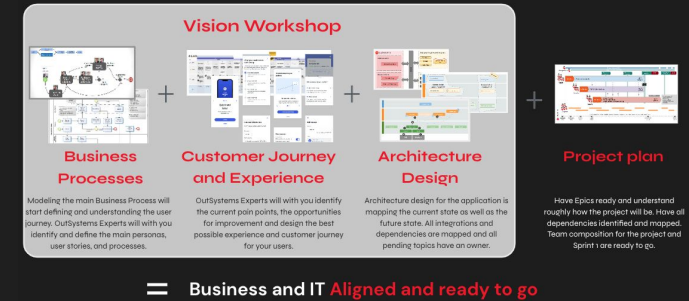 Vision Workshop
+
+
+
Business
Processes
Modeling the main Business Process will
start defining and understanding the user
journey. OutSystems Experts will with you
identify and define the main personas,
user stories, and processes.
Customer Journey
and Experience
OutSystems Experts will with you identify
the current pain points, the opportunities
for improvement and design the best
possible experience and customer journey
for your users.
Architecture
Design
Architecture design for the application is
mapping the current state as well as the
future state. All integrations and
dependencies are mapped and all
pending topics have an owner.
Project plan
Have Epics ready and understand
roughly how the project will be. Have all
dependencies identified and mapped.
Team composition for the project and
Sprint 1 are ready to go.
= Business and IT Aligned and ready to go